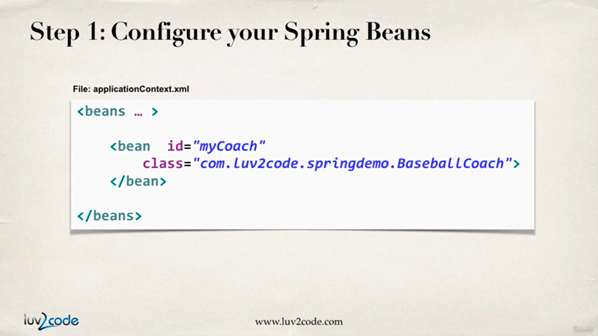 Step 1: Configure your Spring Beans
File: applicationContext.xml
<beans … >
<bean id="myCoach"
class="com.luv2code.springdemo.BaseballCoach">
</bean>
</beans>
luv2code
www.luv2code.com